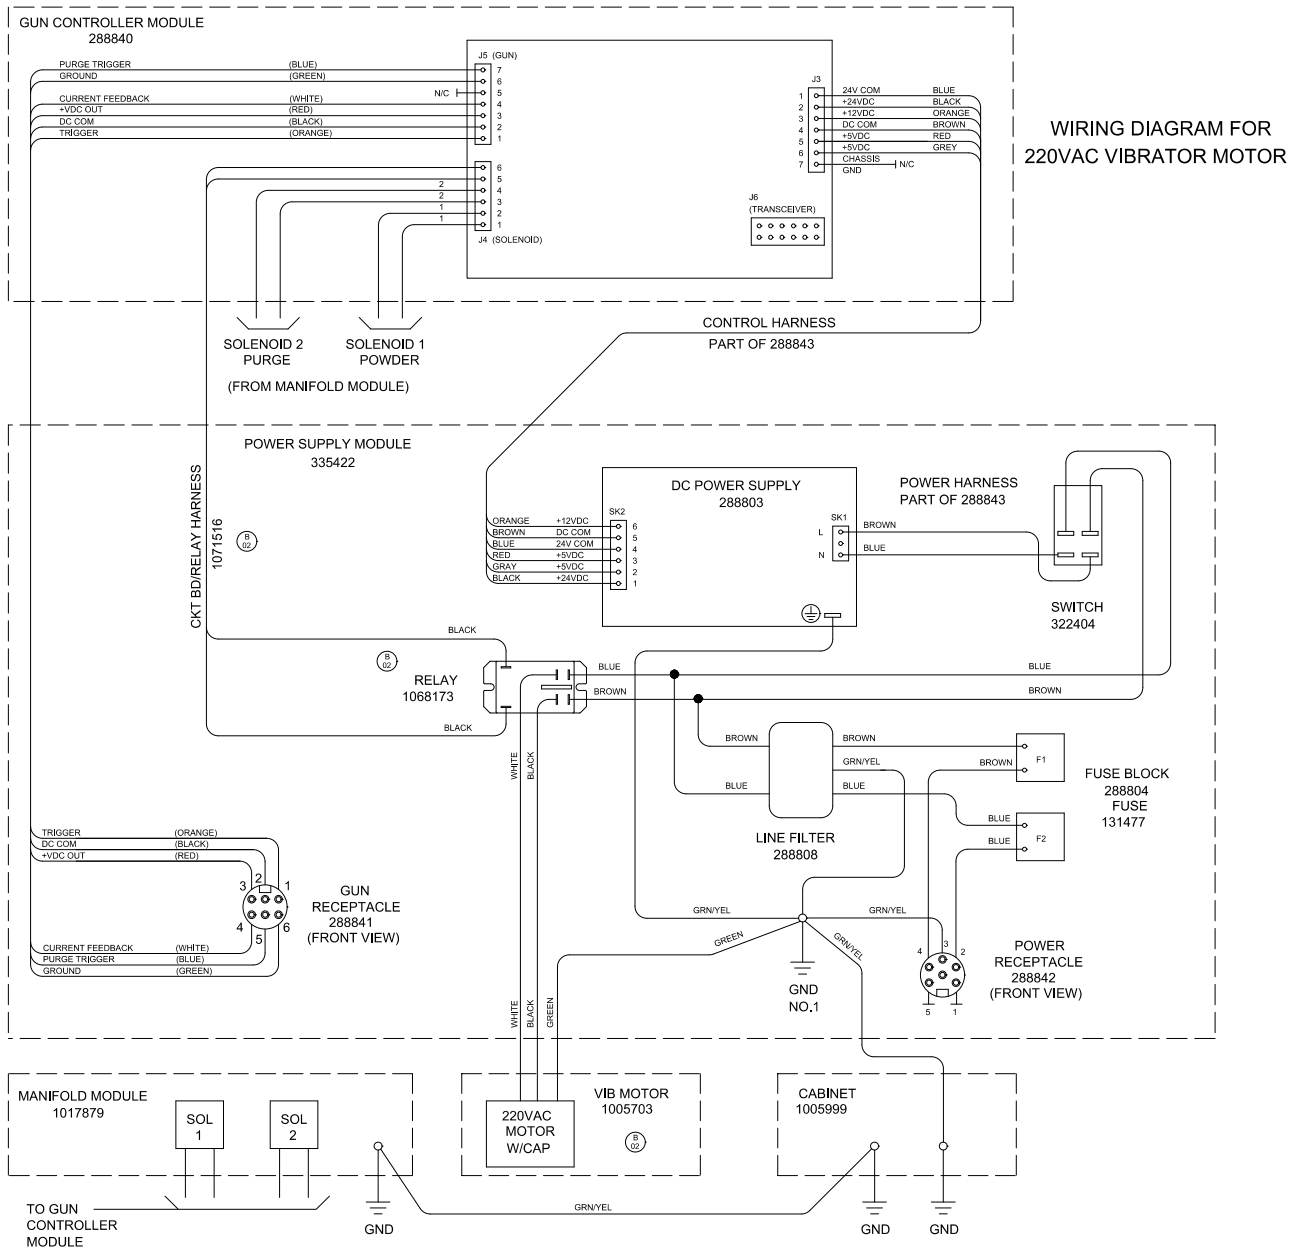 GUN CONTROLLER MODULE
288840
WIRING DIAGRAM FOR
220VAC VIBRATOR MOTOR
J5 (GUN)
PURGE TRIGGER (BLUE) 7
GROUND (GREEN) 6
N/C 5
CURRENT FEEDBACK (WHITE) 4
+VDC OUT (RED) 3
DC COM (BLACK) 2
TRIGGER (ORANGE) 1
6
5
2 4
2 3
1 2
1 1
J4 (SOLENOID)
J3
1 24V COM BLUE
2 +24VDC BLACK
3 +12VDC ORANGE
4 DC COM BROWN
5 +5VDC RED
6 +5VDC GREY
7 CHASSIS GND N/C
J6
(TRANSCEIVER)
SOLENOID 2
PURGE
SOLENOID 1
POWDER
(FROM MANIFOLD MODULE)
CONTROL HARNESS
PART OF 288843
POWER SUPPLY MODULE
335422
CKT BD/RELAY HARNESS
1071516
B
02
DC POWER SUPPLY
288803
SK2
ORANGE +12VDC 6
BROWN DC COM 5
BLUE 24V COM 4
RED +5VDC 3
GRAY +5VDC 2
BLACK +24VDC 1
SK1
L BROWN
N BLUE
POWER HARNESS
PART OF 288843
SWITCH
322404
BLACK
B
02
RELAY
1068173
BLACK
BLUE
BROWN
BLUE
BROWN
WHITE
BLACK
BROWN
BLUE
BROWN
GRN/YEL
BLUE
LINE FILTER
288808
BROWN
F1
BLUE
BLUE
F2
FUSE BLOCK
288804
FUSE
131477
TRIGGER (ORANGE)
DC COM (BLACK)
+VDC OUT (RED)
3 2 1
4 5 6
GUN
RECEPTACLE
288841
(FRONT VIEW)
CURRENT FEEDBACK (WHITE)
PURGE TRIGGER (BLUE)
GROUND (GREEN)
GRN/YEL
GRN/YEL
GREEN
GRN/YEL
GND
NO.1
4 3 2
5 1
POWER
RECEPTACLE
288842
(FRONT VIEW)
WHITE
BLACK
GREEN
MANIFOLD MODULE
1017879
SOL
1
SOL
2
TO GUN
CONTROLLER
MODULE
GND
VIB MOTOR
1005703
220VAC
MOTOR
W/CAP
B
02
GRN/YEL
CABINET
1005999
GND
GND